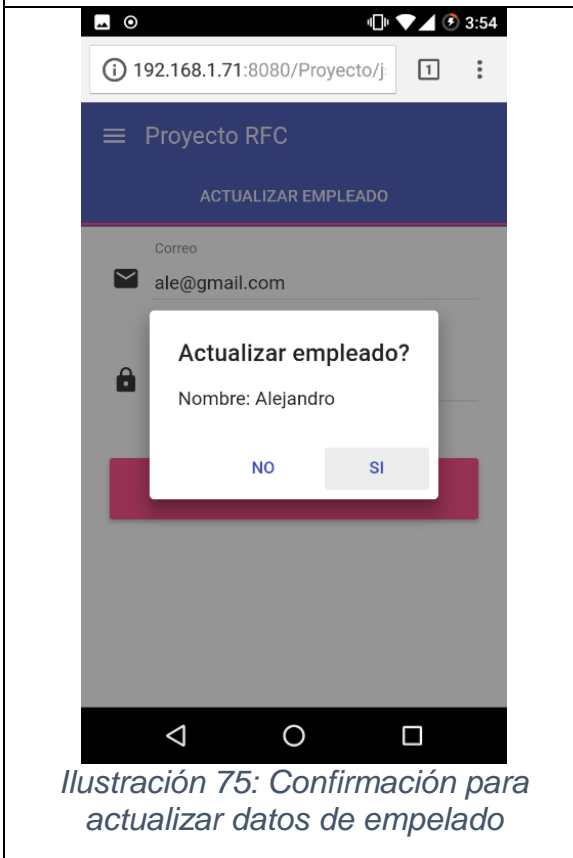 3:54
192.168.1.71:8080/Proyecto/j
1
Proyecto RFC
ACTUALIZAR EMPLEADO
Correo
ale@gmail.com
Actualizar empleado?
Nombre: Alejandro
NO SI
Ilustración 75: Confirmación para
actualizar datos de empelado